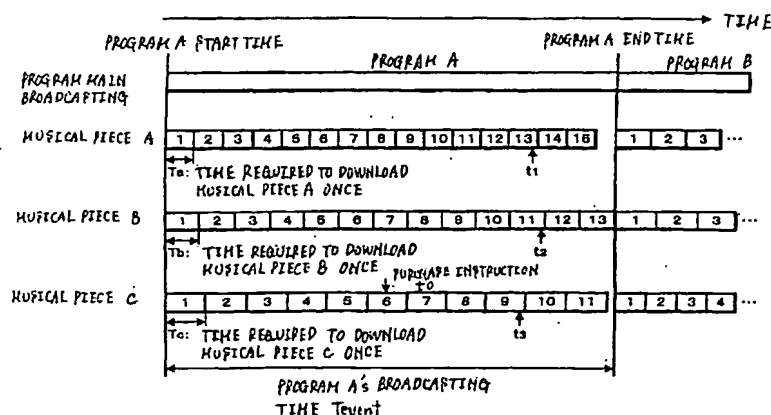 TIME
PROGRAM A START TIME PROGRAM A END TIME
PROGRAM A PROGRAM B
PROGRAM MAIN
BROADCASTING
MUSICAL PIECE A 1 2 3 4 5 6 7 8 9 10 11 12 13 14 15 1 2 3 ...
Ta: TIME REQUIRED TO DOWNLOAD
MUSICAL PIECE A ONCE
t1
MUSICAL PIECE B 1 2 3 4 5 6 7 8 9 10 11 12 13 1 2 3 ...
Tb: TIME REQUIRED TO DOWNLOAD
MUSICAL PIECE B ONCE
t2
PURCHASE INSTRUCTION
t0
MUSICAL PIECE C 1 2 3 4 5 6 7 8 9 10 11 1 2 3 4 ...
Tc: TIME REQUIRED TO DOWNLOAD
MUSICAL PIECE C ONCE
t3
PROGRAM A's BROADCASTING
TIME Tevent